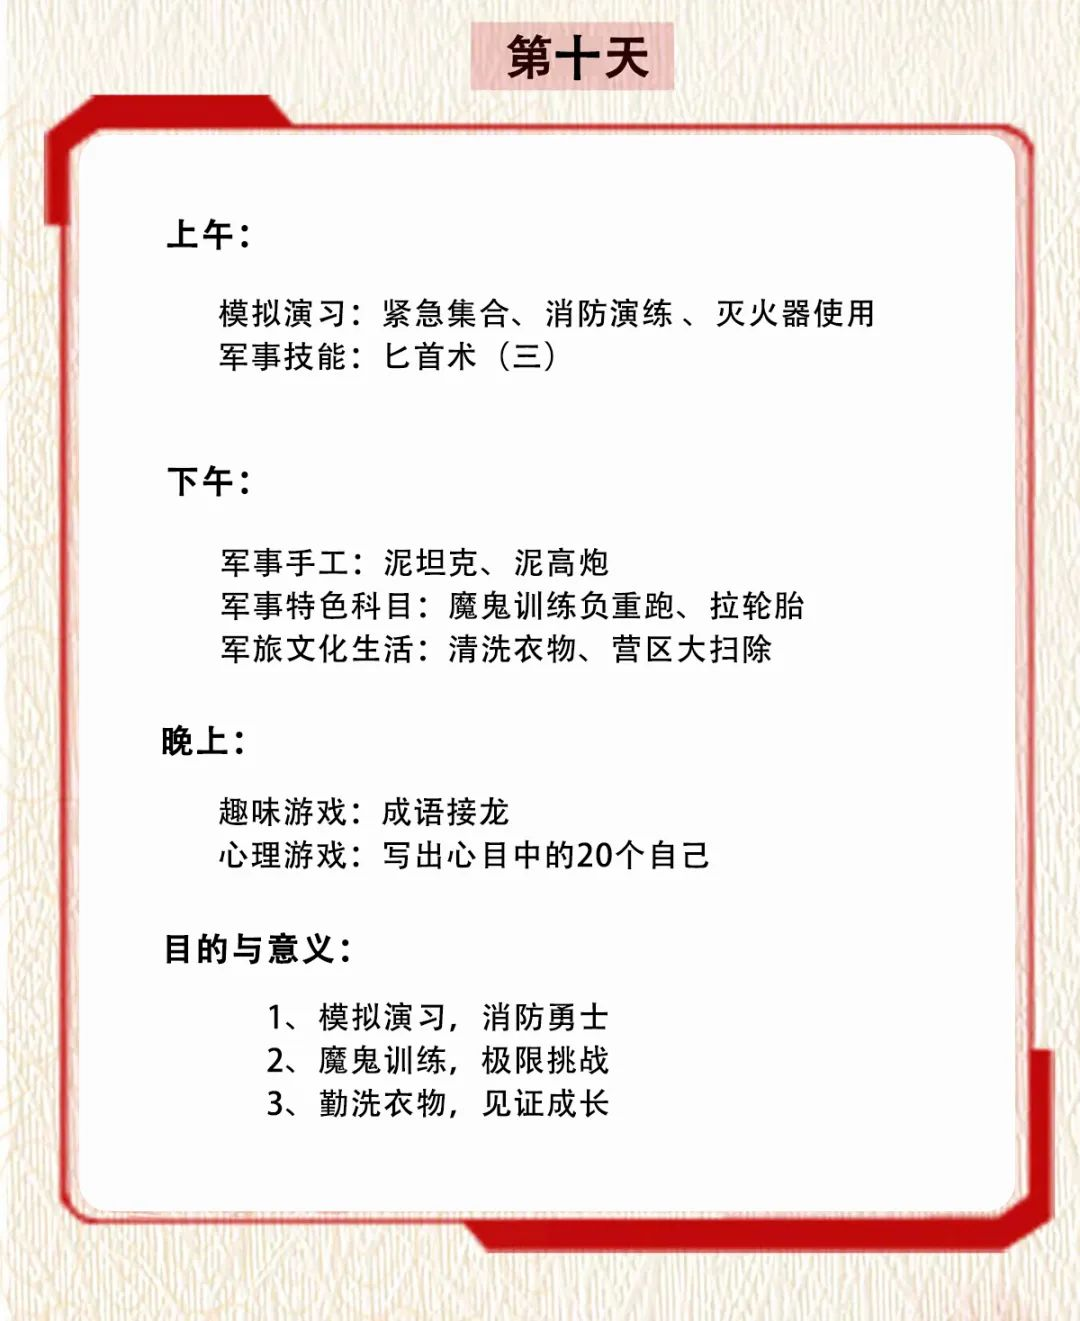 第十天
上午：
模拟演习：紧急集合、消防演练、灭火器使用
军事技能：匕首术（三）
下午：
军事手工：泥坦克、泥高炮
军事特色科目：魔鬼训练负重跑、拉轮胎
军旅文化生活：清洗衣物、营区大扫除
晚上：
趣味游戏：成语接龙
心理游戏：写出心目中的20个自己
目的与意义：
1、模拟演习，消防勇士
2、魔鬼训练，极限挑战
3、勤洗衣物，见证成长